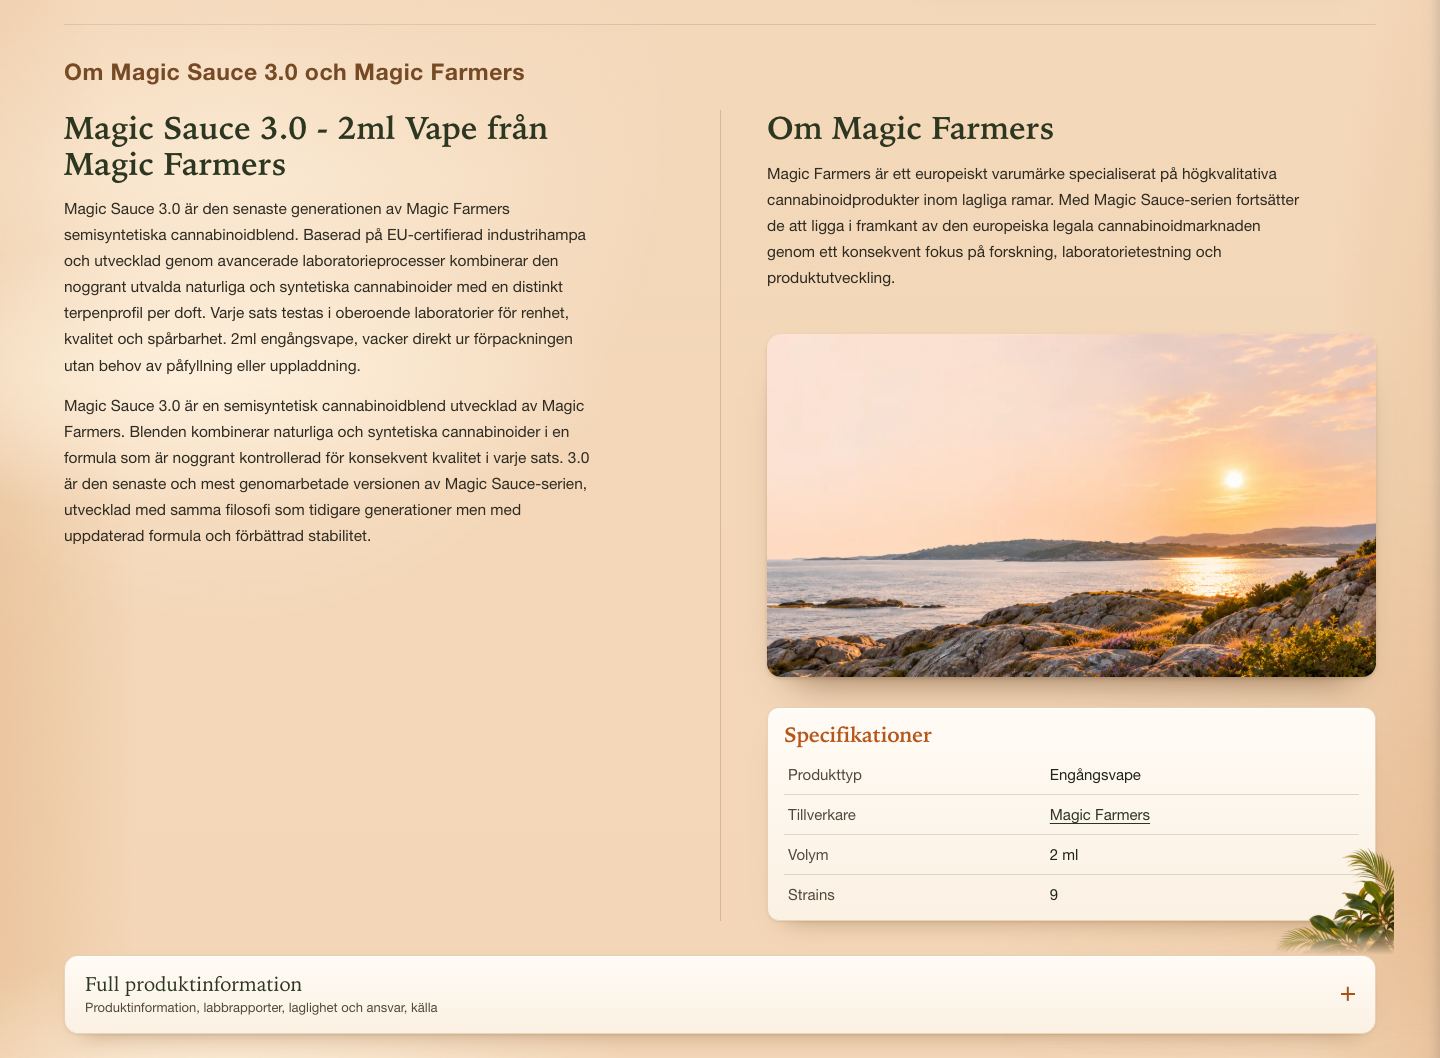 Om Magic Sauce 3.0 och Magic Farmers
Magic Sauce 3.0 - 2ml Vape från
Magic Farmers
Magic Sauce 3.0 är den senaste generationen av Magic Farmers
semisyntetiska cannabinoidblend. Baserad på EU-certifierad industrihampa
och utvecklad genom avancerade laboratorieprocesser kombinerar den
noggrant utvalda naturliga och syntetiska cannabinoider med en distinkt
terpenprofil per doft. Varje sats testas i oberoende laboratorier för renhet,
kvalitet och spårbarhet. 2ml engångsvape, vacker direkt ur förpackningen
utan behov av påfyllning eller uppladdning.
Magic Sauce 3.0 är en semisyntetisk cannabinoidblend utvecklad av Magic
Farmers. Blenden kombinerar naturliga och syntetiska cannabinoider i en
formula som är noggrant kontrollerad för konsekvent kvalitet i varje sats. 3.0
är den senaste och mest genomarbetade versionen av Magic Sauce-serien,
utvecklad med samma filosofi som tidigare generationer men med
uppdaterad formula och förbättrad stabilitet.
Om Magic Farmers
Magic Farmers är ett europeiskt varumärke specialiserat på högkvalitativa
cannabinoidprodukter inom lagliga ramar. Med Magic Sauce-serien fortsätter
de att ligga i framkant av den europeiska legala cannabinoidmarknaden
genom ett konsekvent fokus på forskning, laboratorietestning och
produktutveckling.
Specifikationer
Produkttyp Engångsvape
Tillverkare Magic Farmers
Volym 2 ml
Strains 9
Full produktinformation
Produktinformation, labbrapporter, laglighet och ansvar, källa